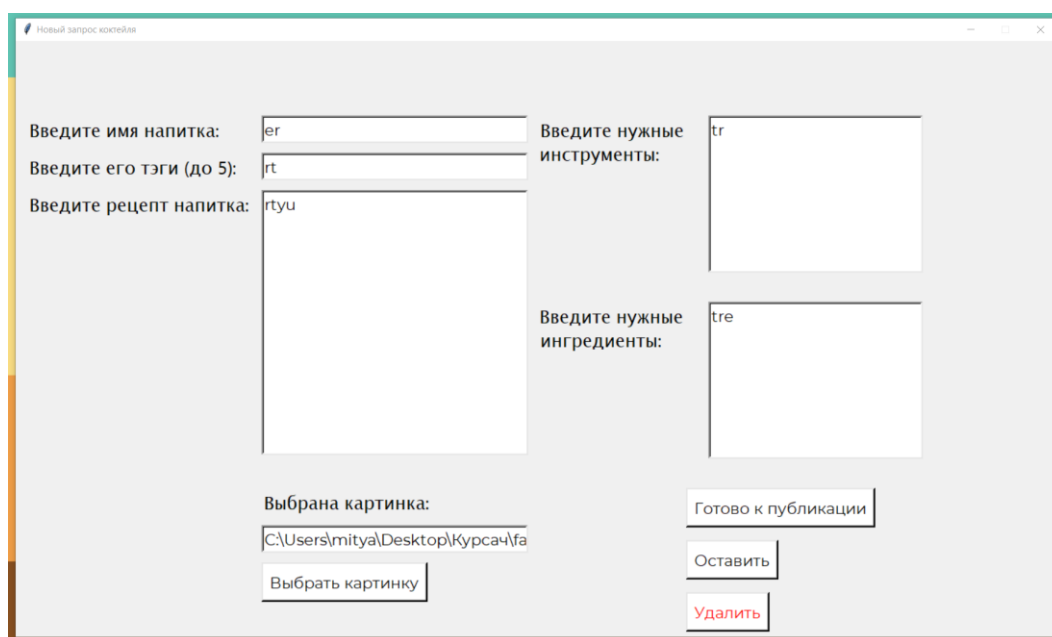 Новый запрос коктейля
Введите имя напитка:
er
Введите его тэги (до 5):
rt
Введите рецепт напитка:
rtyu
Введите нужные
инструменты:
tr
Введите нужные
ингредиенты:
tre
Выбрана картинка:
C:\Users\mitya\Desktop\Курсач\fa
Выбрать картинку
Готово к публикации
Оставить
Удалить